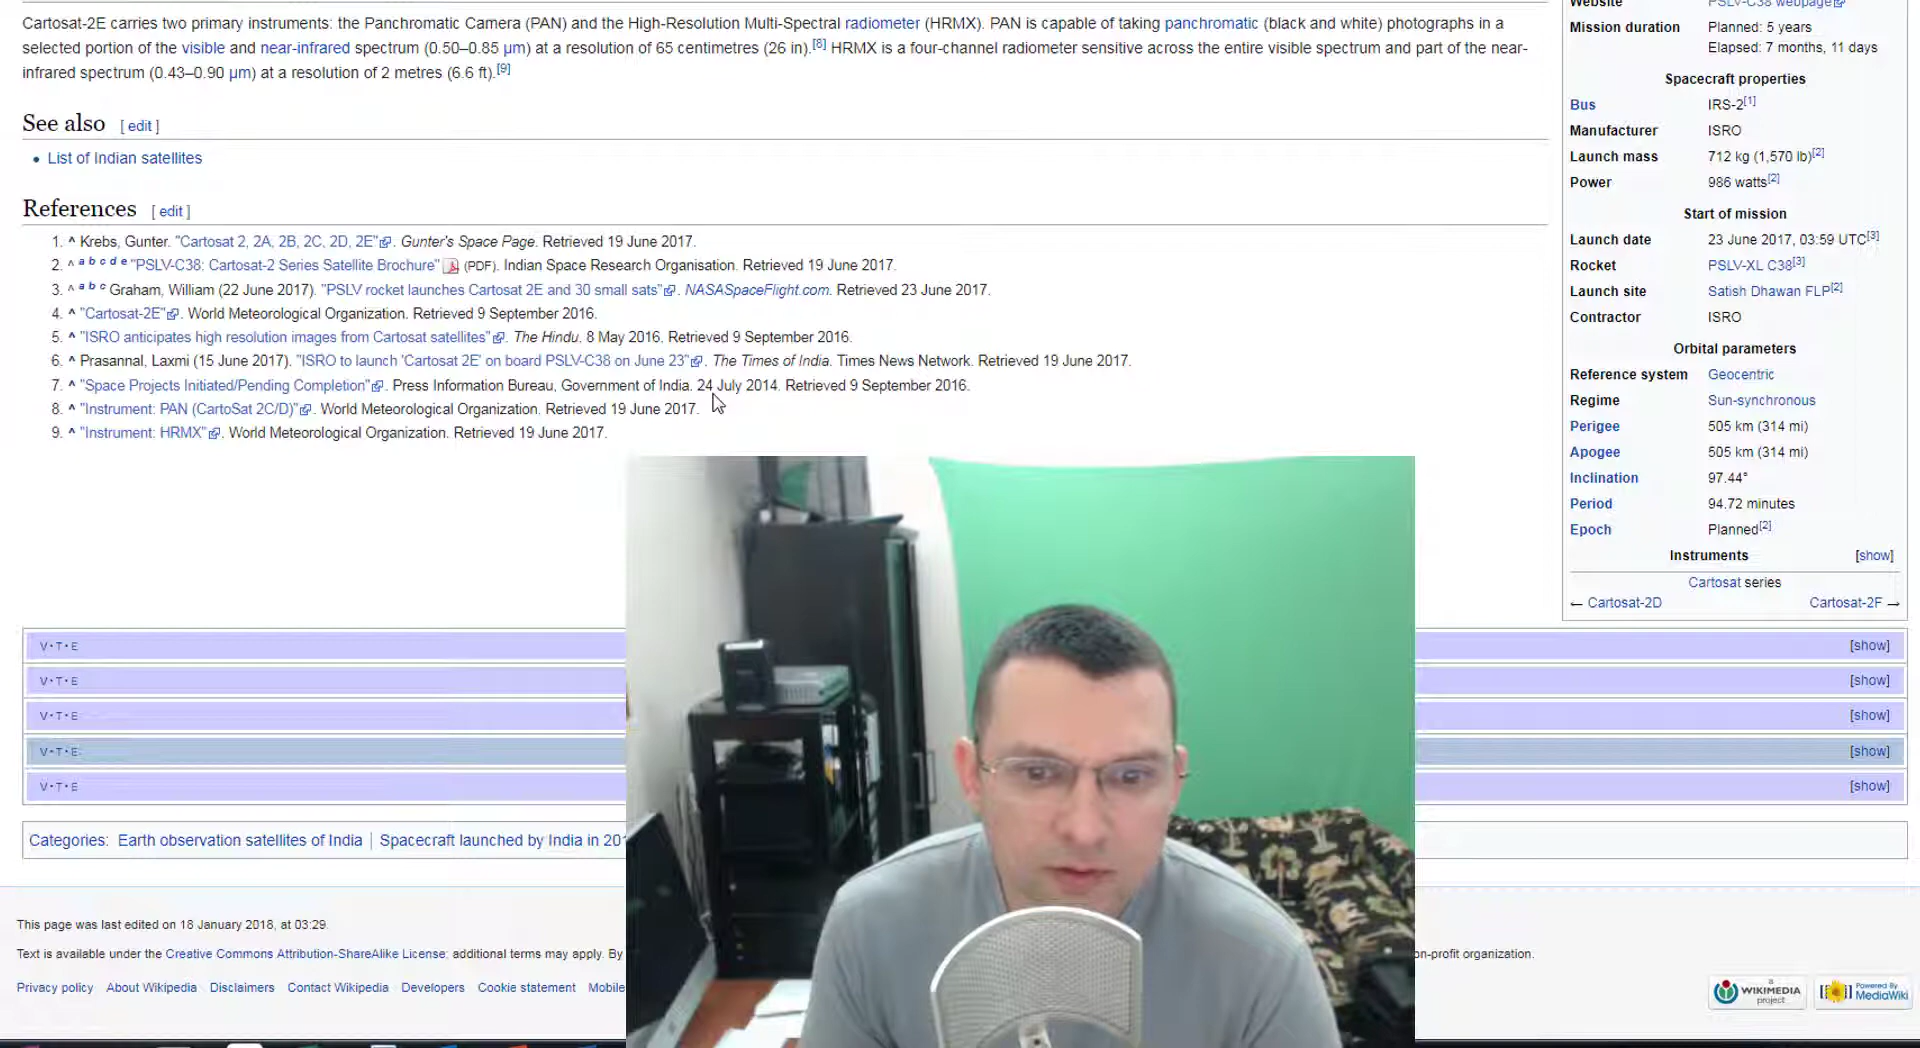 Cartosat-2E carries two primary instruments: the Panchromatic Camera (PAN) and the High-Resolution Multi-Spectral radiometer (HRMX). PAN is capable of taking panchromatic (black and white) photographs in a
selected portion of the visible and near-infrared spectrum (0.50–0.85 μm) at a resolution of 65 centimetres (26 in).[8] HRMX is a four-channel radiometer sensitive across the entire visible spectrum and part of the near-
infrared spectrum (0.43–0.90 μm) at a resolution of 2 metres (6.6 ft).[9]
See also [ edit ]
• List of Indian satellites
References [ edit ]
1. ^ Krebs, Gunter. "Cartosat 2, 2A, 2B, 2C, 2D, 2E". Gunter's Space Page. Retrieved 19 June 2017.
2. ^ a b c d e "PSLV-C38: Cartosat-2 Series Satellite Brochure" (PDF). Indian Space Research Organisation. Retrieved 19 June 2017.
3. ^ a b c Graham, William (22 June 2017). "PSLV rocket launches Cartosat 2E and 30 small sats". NASASpaceFlight.com. Retrieved 23 June 2017.
4. ^ "Cartosat-2E". World Meteorological Organization. Retrieved 9 September 2016.
5. ^ "ISRO anticipates high resolution images from Cartosat satellites". The Hindu. 8 May 2016. Retrieved 9 September 2016.
6. ^ Prasannal, Laxmi (15 June 2017). "ISRO to launch 'Cartosat 2E' on board PSLV-C38 on June 23". The Times of India. Times News Network. Retrieved 19 June 2017.
7. ^ "Space Projects Initiated/Pending Completion". Press Information Bureau, Government of India. 24 July 2014. Retrieved 9 September 2016.
8. ^ "Instrument: PAN (CartoSat 2C/D)". World Meteorological Organization. Retrieved 19 June 2017.
9. ^ "Instrument: HRMX". World Meteorological Organization. Retrieved 19 June 2017.
Website PSLV-C38 webpage
Mission duration Planned: 5 years
Elapsed: 7 months, 11 days
Spacecraft properties
Bus IRS-2[1]
Manufacturer ISRO
Launch mass 712 kg (1,570 lb)[2]
Power 986 watts[2]
Start of mission
Launch date 23 June 2017, 03:59 UTC[3]
Rocket PSLV-XL C38[3]
Launch site Satish Dhawan FLP[2]
Contractor ISRO
Orbital parameters
Reference system Geocentric
Regime Sun-synchronous
Perigee 505 km (314 mi)
Apogee 505 km (314 mi)
Inclination 97.44°
Period 94.72 minutes
Epoch Planned[2]
Instruments [show]
Cartosat series
← Cartosat-2D Cartosat-2F →
V·T·E [show]
V·T·E [show]
V·T·E [show]
V·T·E [show]
V·T·E [show]
Categories: Earth observation satellites of India | Spacecraft launched by India in 20
This page was last edited on 18 January 2018, at 03:29.
Text is available under the Creative Commons Attribution-ShareAlike License; additional terms may apply. By on-profit organization.
Privacy policy About Wikipedia Disclaimers Contact Wikipedia Developers Cookie statement Mobile
a
WIKIMEDIA
project
Powered By
MediaWiki